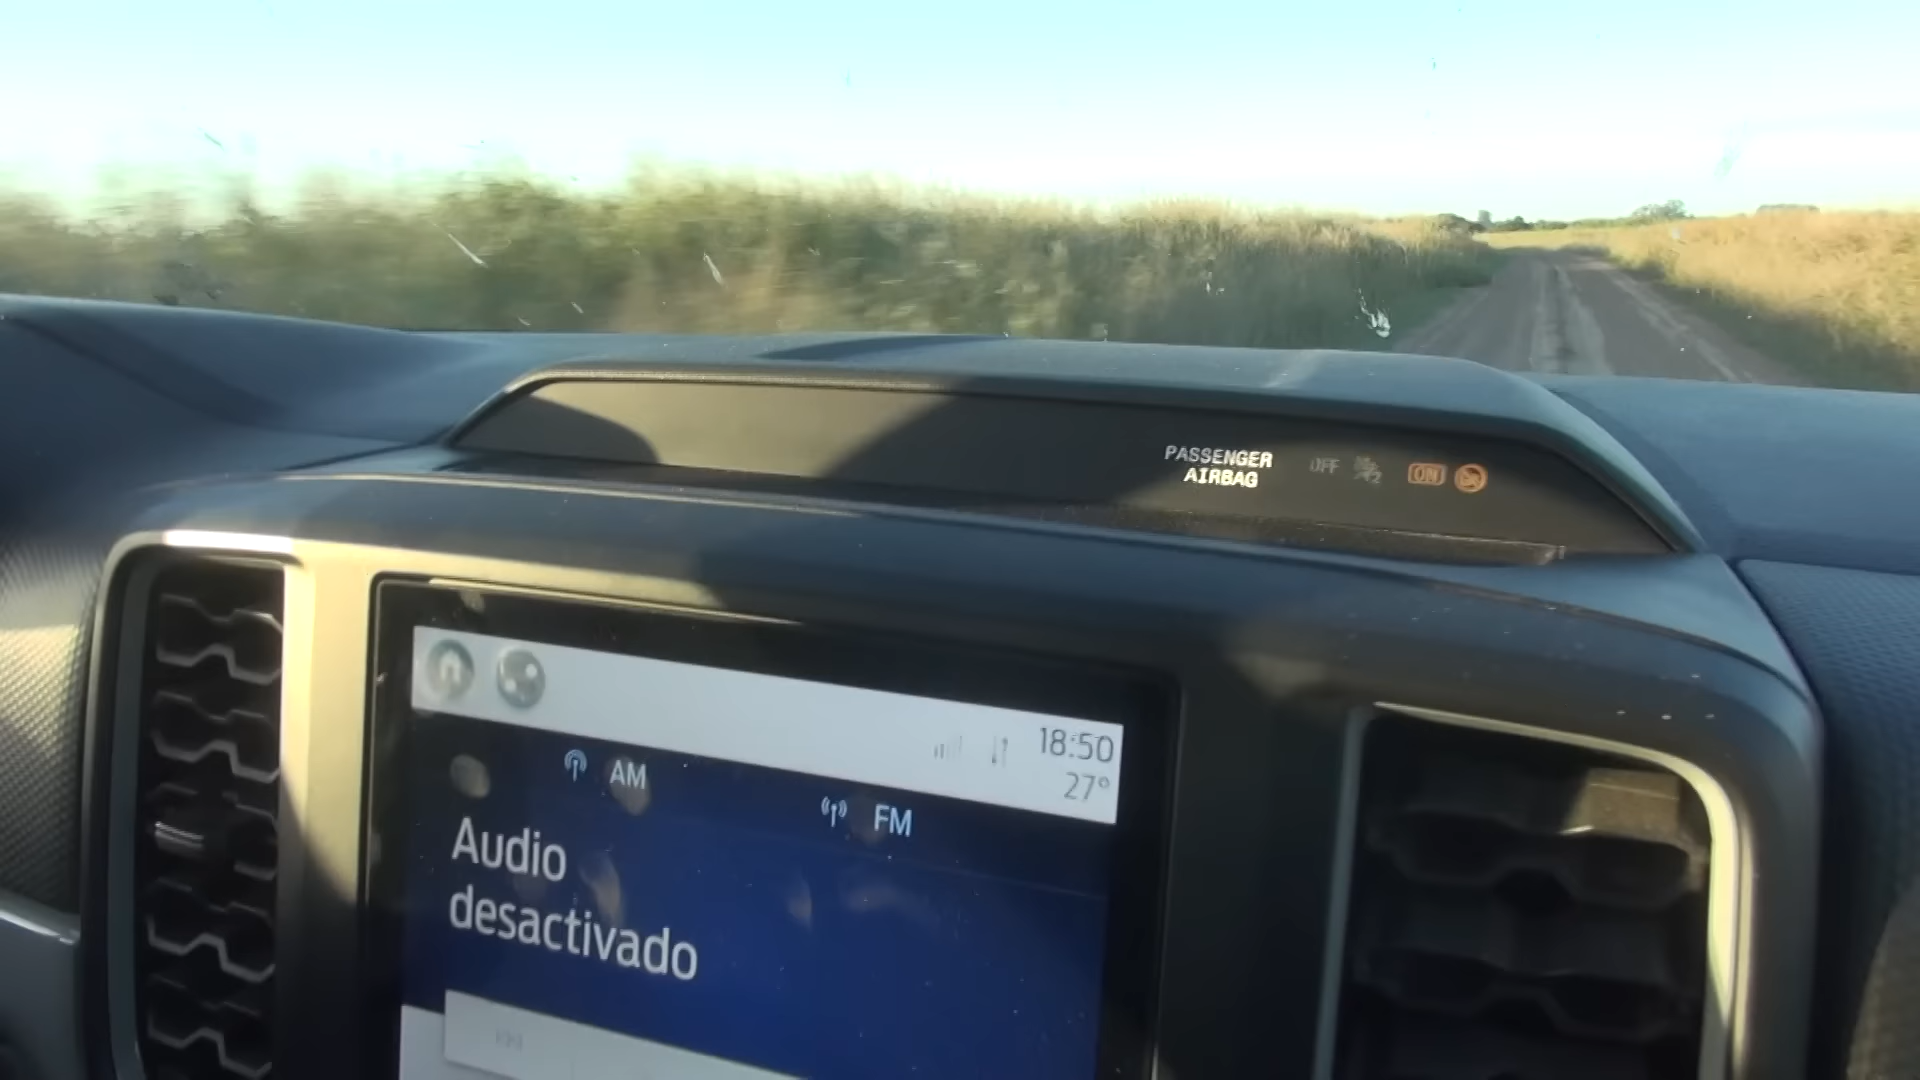 PASSENGER
AIRBAG
OFF
ON
18:50
27°
AM
FM
Audio
desactivado